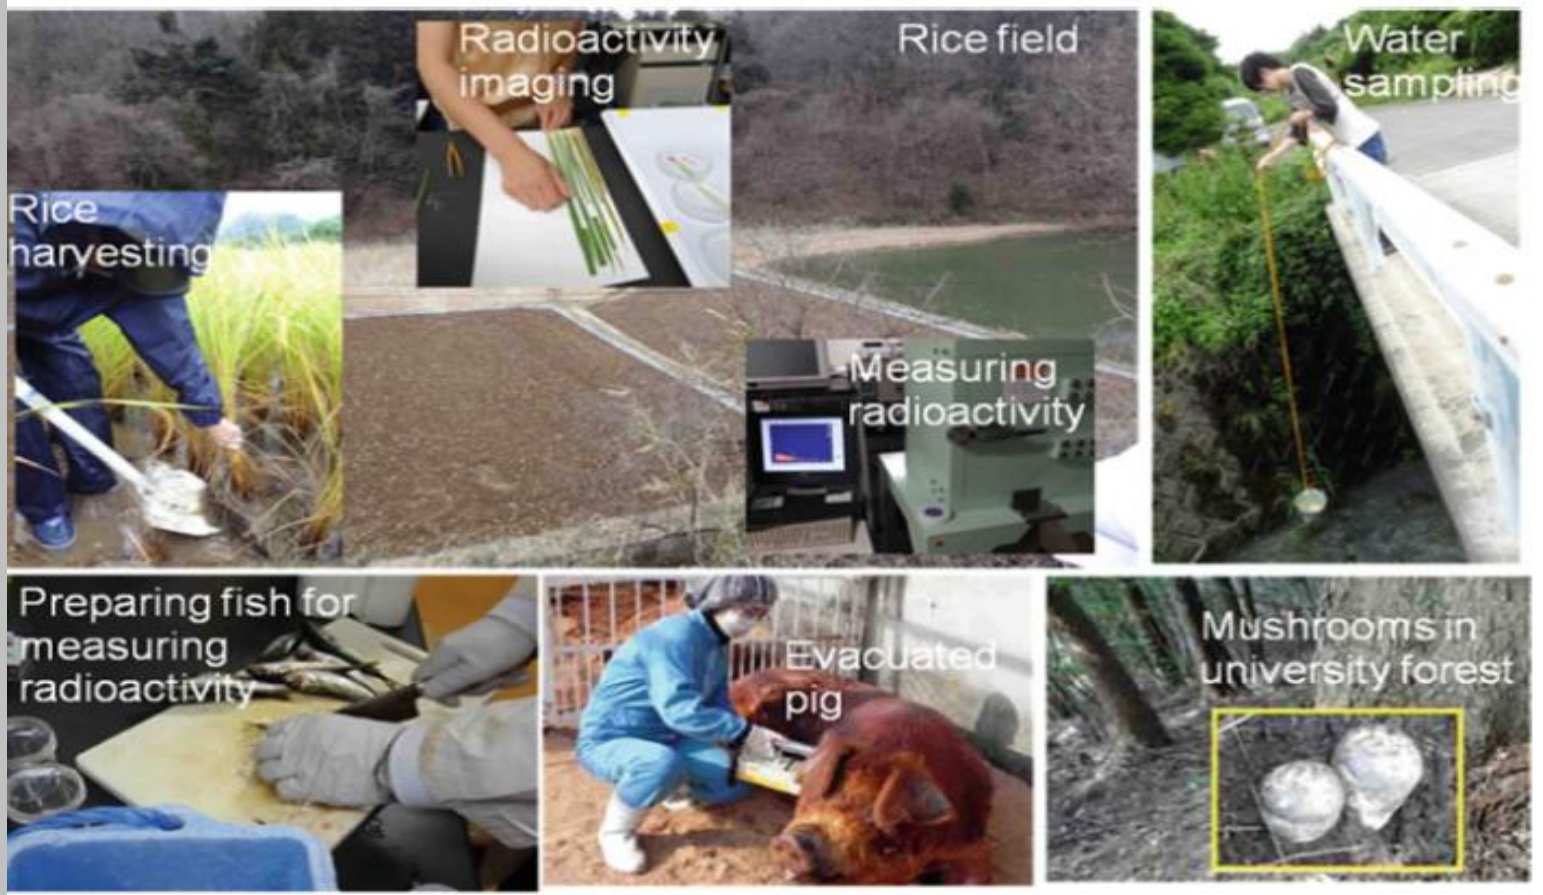 Radioactivity
imaging
Rice field
Water
sampling
Rice
harvesting
Measuring
radioactivity
Preparing fish for
measuring
radioactivity
Evacuated
pig
Mushrooms in
university forest